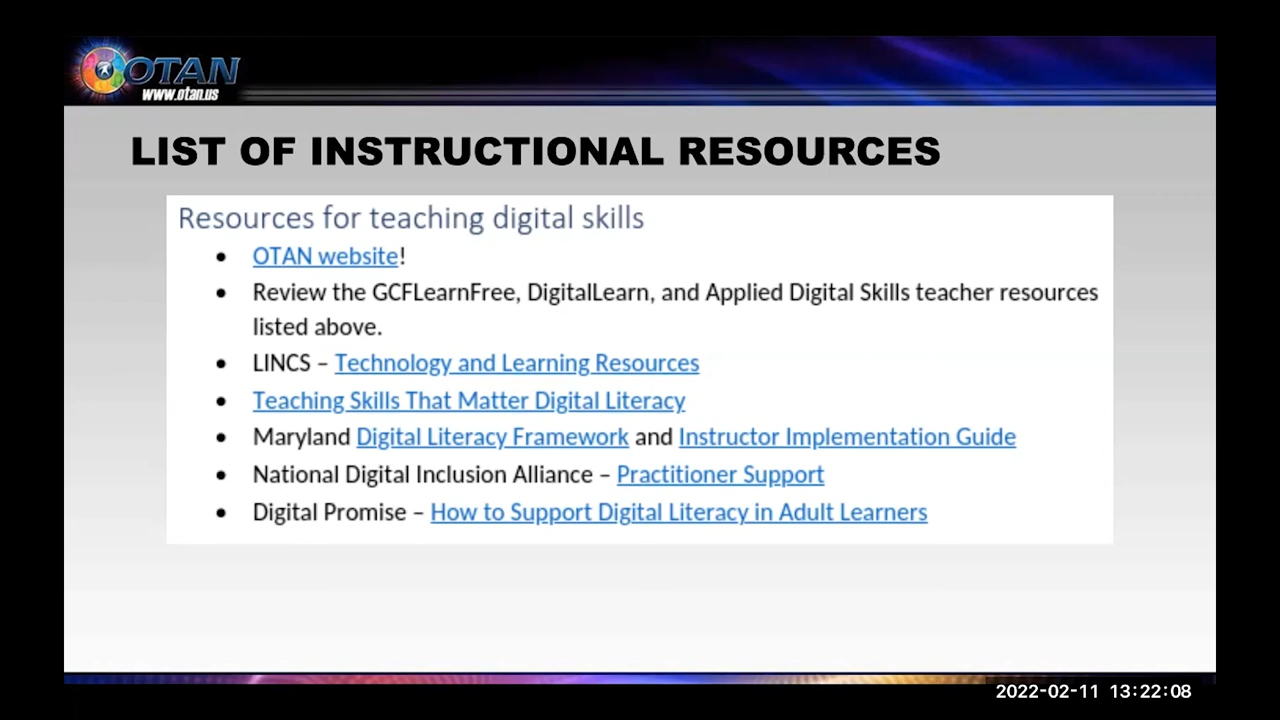 OTAN
www.otan.us
LIST OF INSTRUCTIONAL RESOURCES
Resources for teaching digital skills
• OTAN website!
• Review the GCFLearnFree, DigitalLearn, and Applied Digital Skills teacher resources
listed above.
• LINCS – Technology and Learning Resources
• Teaching Skills That Matter Digital Literacy
• Maryland Digital Literacy Framework and Instructor Implementation Guide
• National Digital Inclusion Alliance – Practitioner Support
• Digital Promise – How to Support Digital Literacy in Adult Learners
2022-02-11 13:22:08